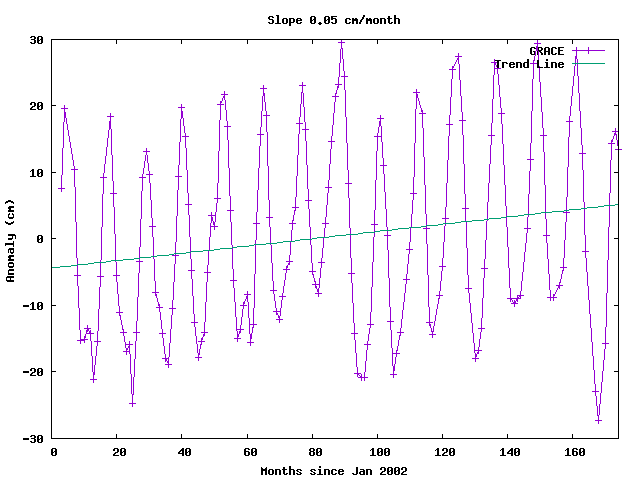 Slope 0.05 cm/month
30
20
10
0
-10
-20
-30
Anomaly (cm)
GRACE
Trend Line
0 20 40 60 80 100 120 140 160
Months since Jan 2002